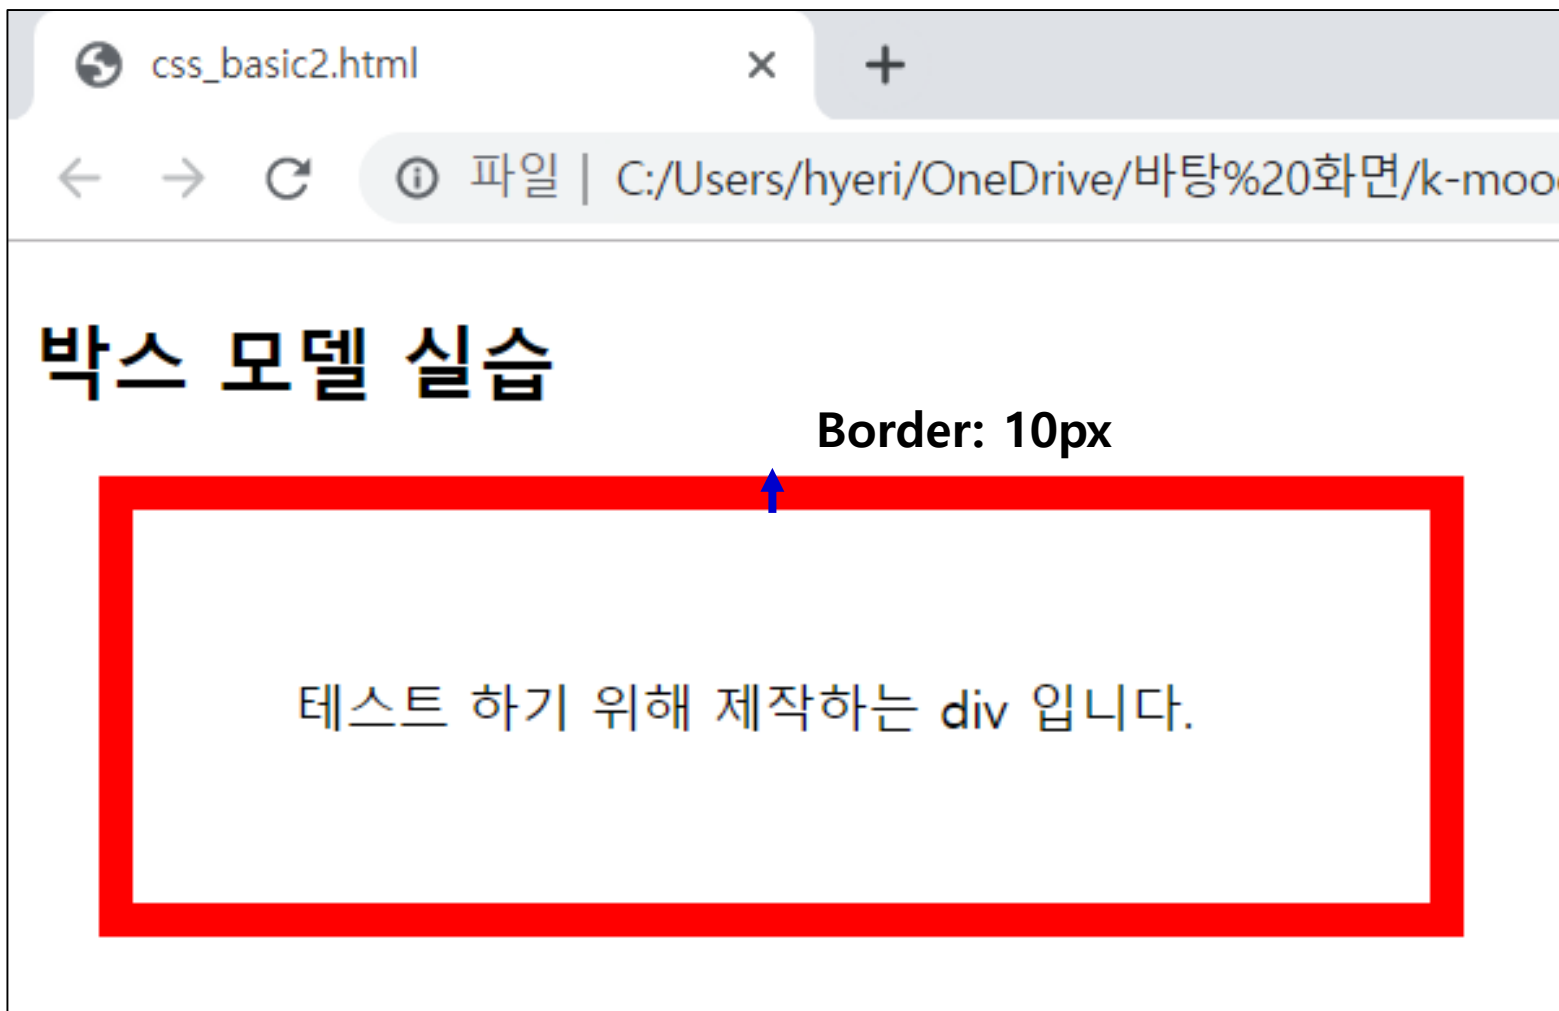 css_basic2.html
파일 | C:/Users/hyeri/OneDrive/바탕%20화면/k-mooc
박스 모델 실습
Border: 10px
테스트 하기 위해 제작하는 div 입니다.